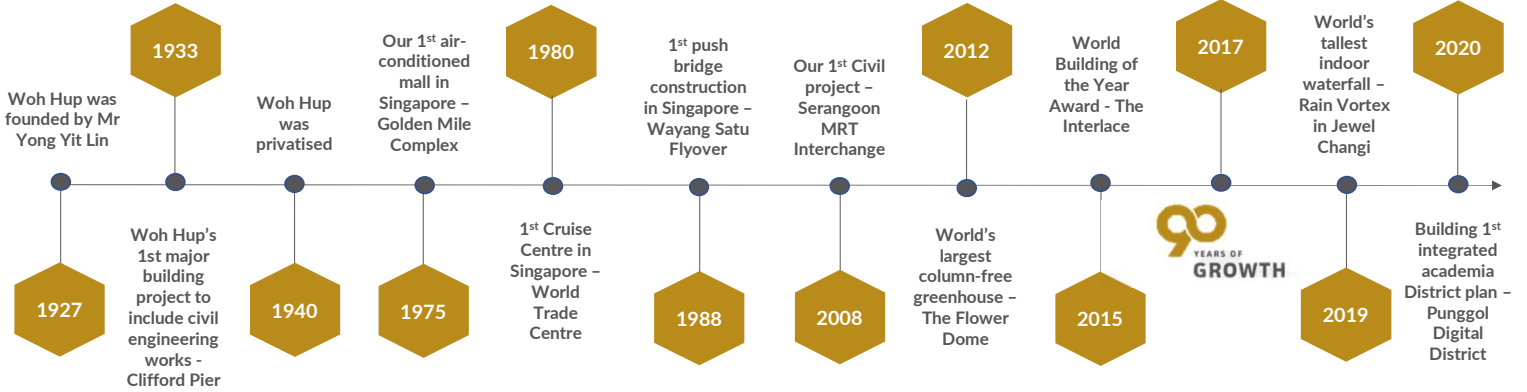 Woh Hup was
founded by Mr
Yong Yit Lin
1927
1933
Woh Hup's
1st major
building
project to
include civil
engineering
works -
Clifford Pier
Woh Hup
was
privatised
1940
Our 1st air-
conditioned
mall in
Singapore –
Golden Mile
Complex
1975
1980
1st Cruise
Centre in
Singapore –
World
Trade
Centre
1st push
bridge
construction
in Singapore –
Wayang Satu
Flyover
1988
Our 1st Civil
project –
Serangoon
MRT
Interchange
2008
2012
World's
largest
column-free
greenhouse –
The Flower
Dome
World
Building of
the Year
Award - The
Interlace
2015
2017
90
YEARS OF
GROWTH
World's
tallest
indoor
waterfall –
Rain Vortex
in Jewel
Changi
2019
2020
Building 1st
integrated
academia
District plan –
Punggol
Digital
District